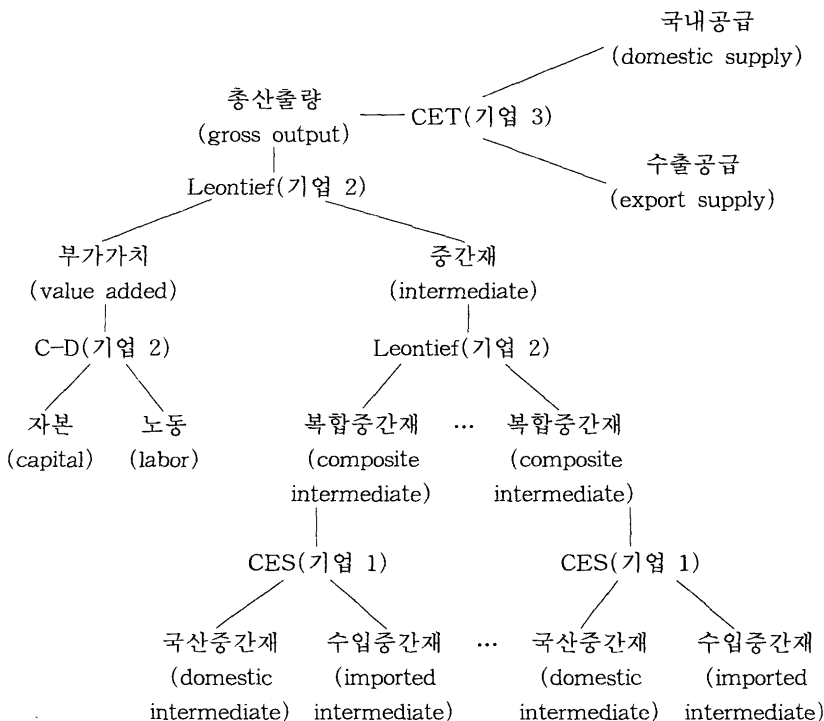 국내공급
(domestic supply)
총산출량
(gross output)
CET(기업 3)
수출공급
(export supply)
Leontief(기업 2)
부가가치
(value added)
중간재
(intermediate)
C-D(기업 2)
Leontief(기업 2)
자본
(capital)
노동
(labor)
복합중간재
(composite
intermediate)
...
복합중간재
(composite
intermediate)
CES(기업 1)
CES(기업 1)
국산중간재
(domestic
intermediate)
수입중간재
(imported
intermediate)
...
국산중간재
(domestic
intermediate)
수입중간재
(imported
intermediate)